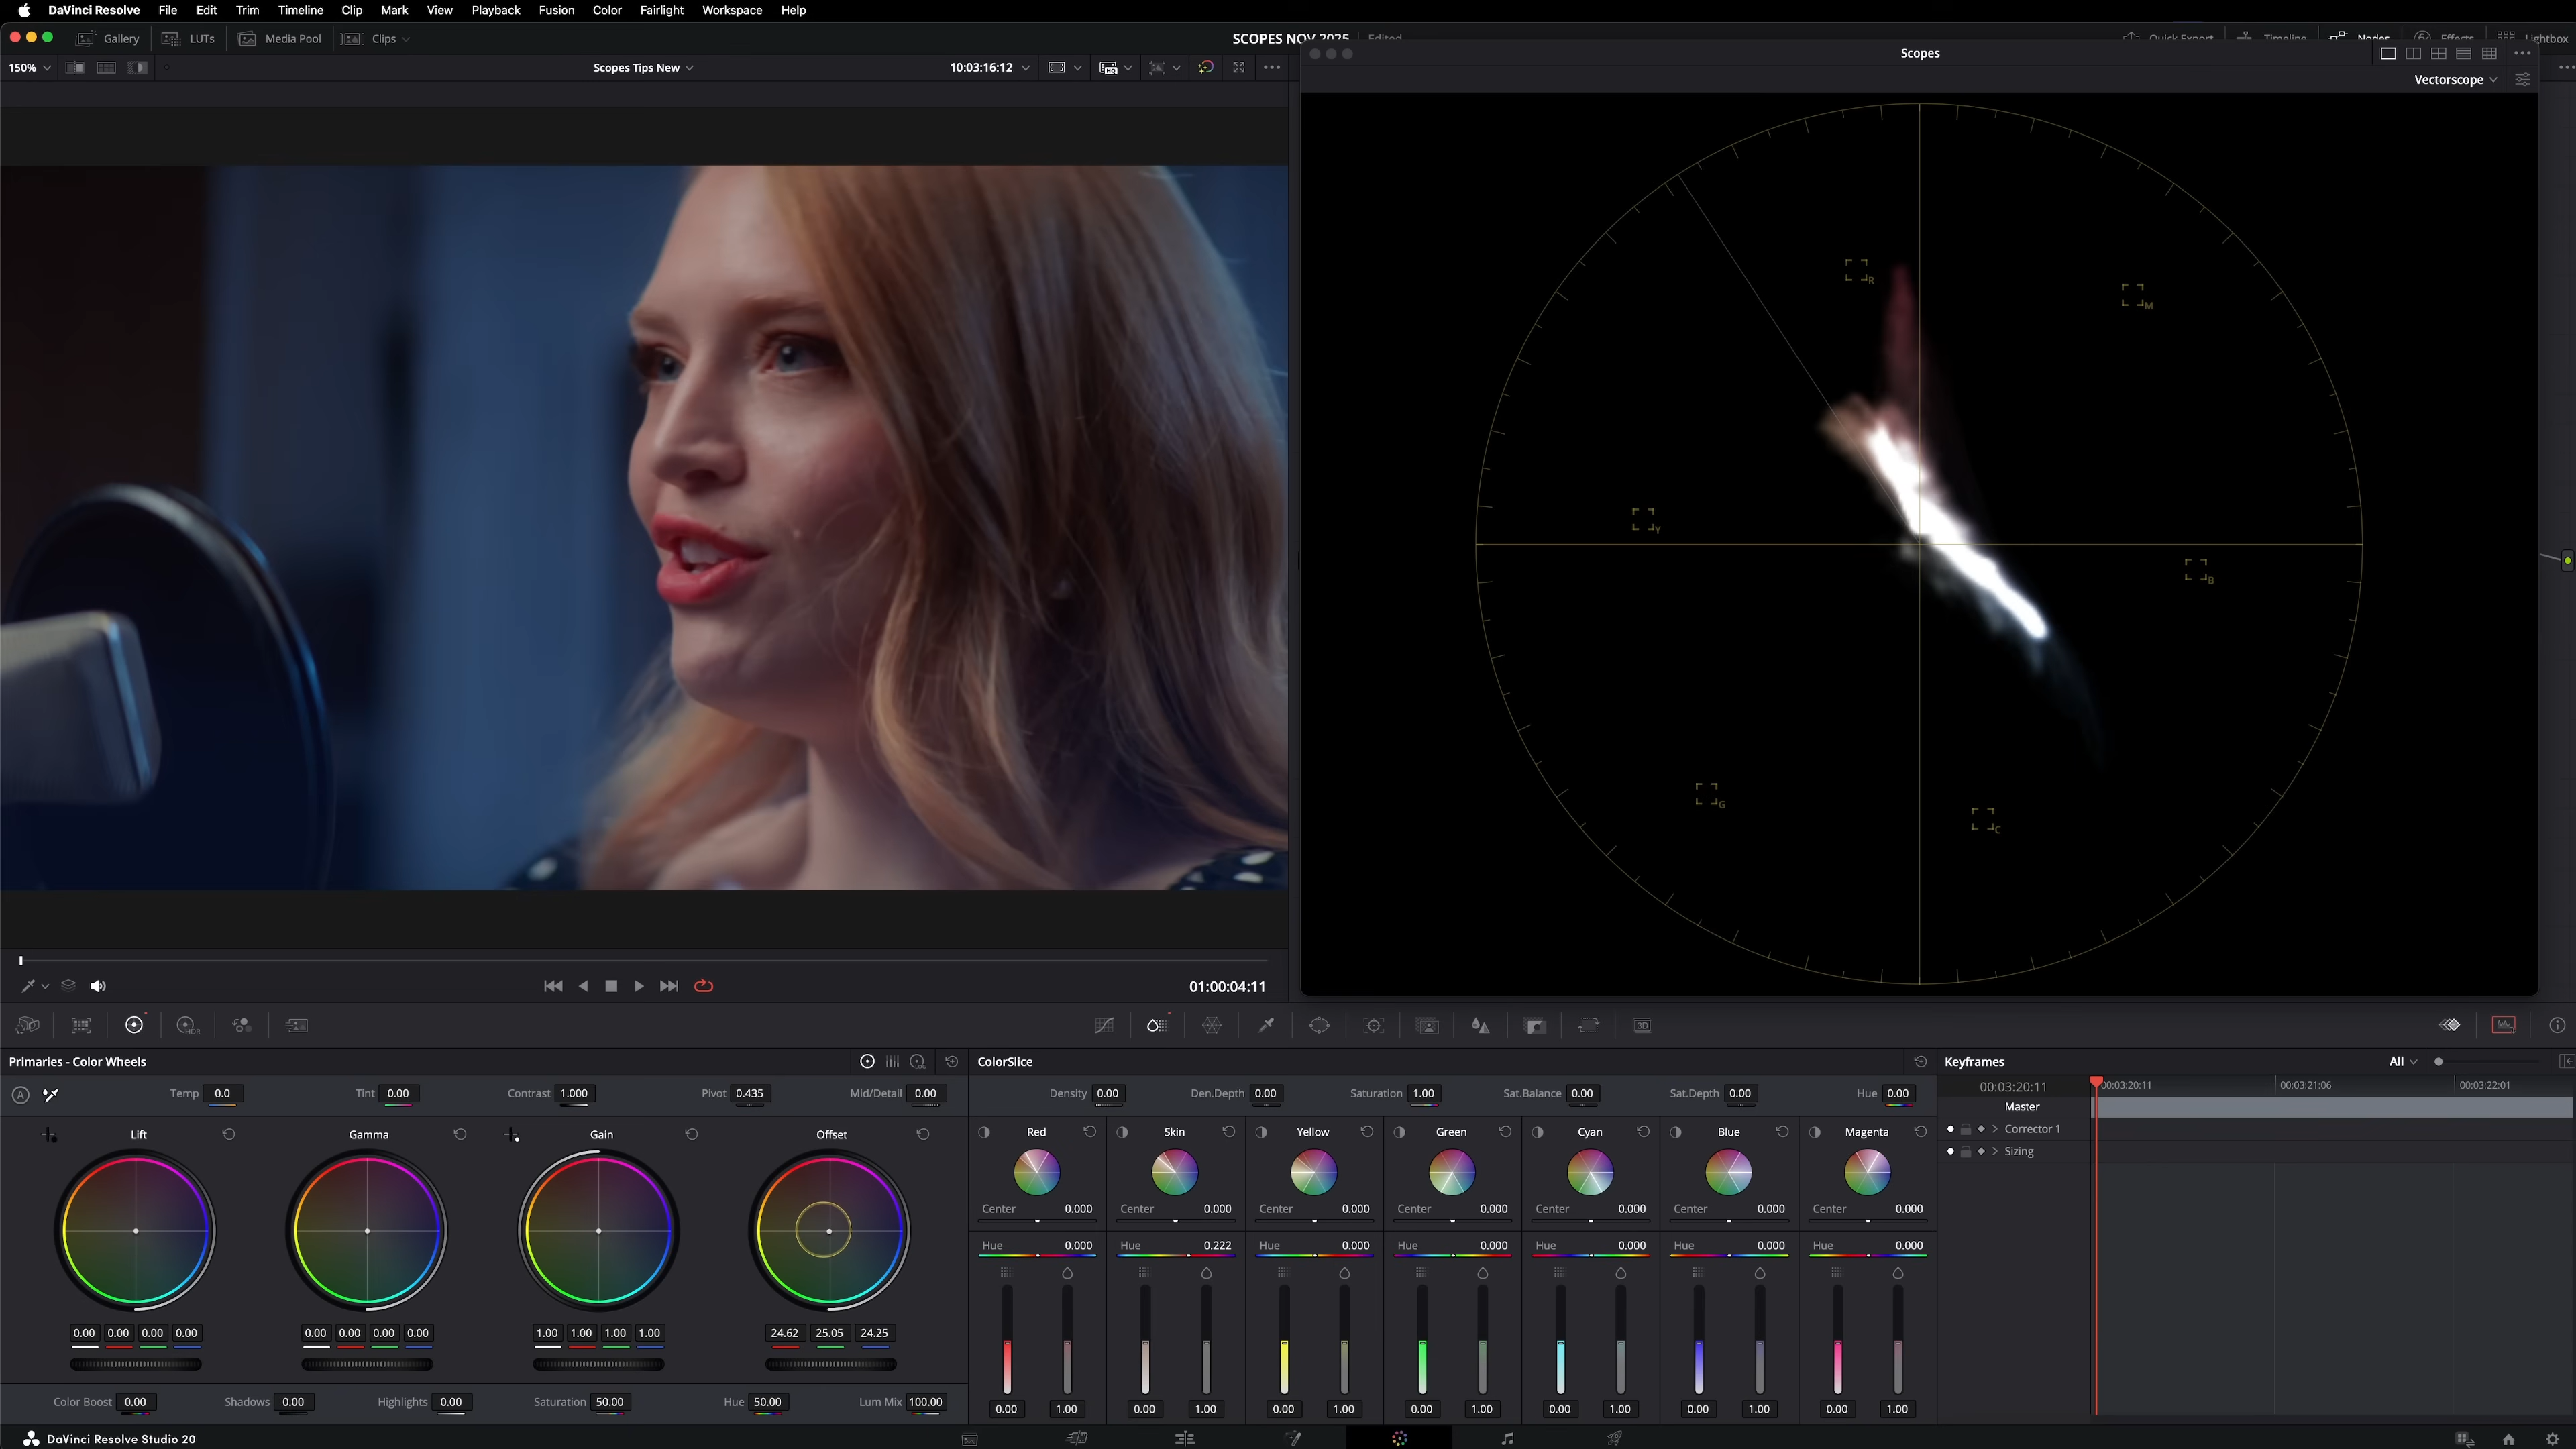 DaVinci Resolve File Edit Trim Timeline Clip Mark View Playback Fusion Color Fairlight Workspace Help
Gallery LUTs Media Pool Clips SCOPES NOV 2025 Edited Quick Export Timeline Nodes Effects Lightbox
Scopes
150% Scopes Tips New 10:03:16:12
HQ
Vectorscope
R
M
Y
B
G
C
01:00:04:11
HDR
3D
Primaries - Color Wheels
LOG
ColorSlice
Keyframes All
A Temp 0.0 Tint 0.00 Contrast 1.000 Pivot 0.435 Mid/Detail 0.00
Density 0.00 Den.Depth 0.00 Saturation 1.00 Sat.Balance 0.00 Sat.Depth 0.00 Hue 0.00
00:03:20:11 00:03:20:11 00:03:21:06 00:03:22:01
Master
Corrector 1
Sizing
Lift Gamma Gain Offset
Red Skin Yellow Green Cyan Blue Magenta
Center 0.000 Center 0.000 Center 0.000 Center 0.000 Center 0.000 Center 0.000 Center 0.000
Hue 0.000 Hue 0.222 Hue 0.000 Hue 0.000 Hue 0.000 Hue 0.000 Hue 0.000
0.00 0.00 0.00 0.00 0.00 0.00 0.00 0.00 1.00 1.00 1.00 1.00 24.62 25.05 24.25
Color Boost 0.00 Shadows 0.00 Highlights 0.00 Saturation 50.00 Hue 50.00 Lum Mix 100.00
0.00 1.00 0.00 1.00 0.00 1.00 0.00 1.00 0.00 1.00 0.00 1.00 0.00 1.00
DaVinci Resolve Studio 20